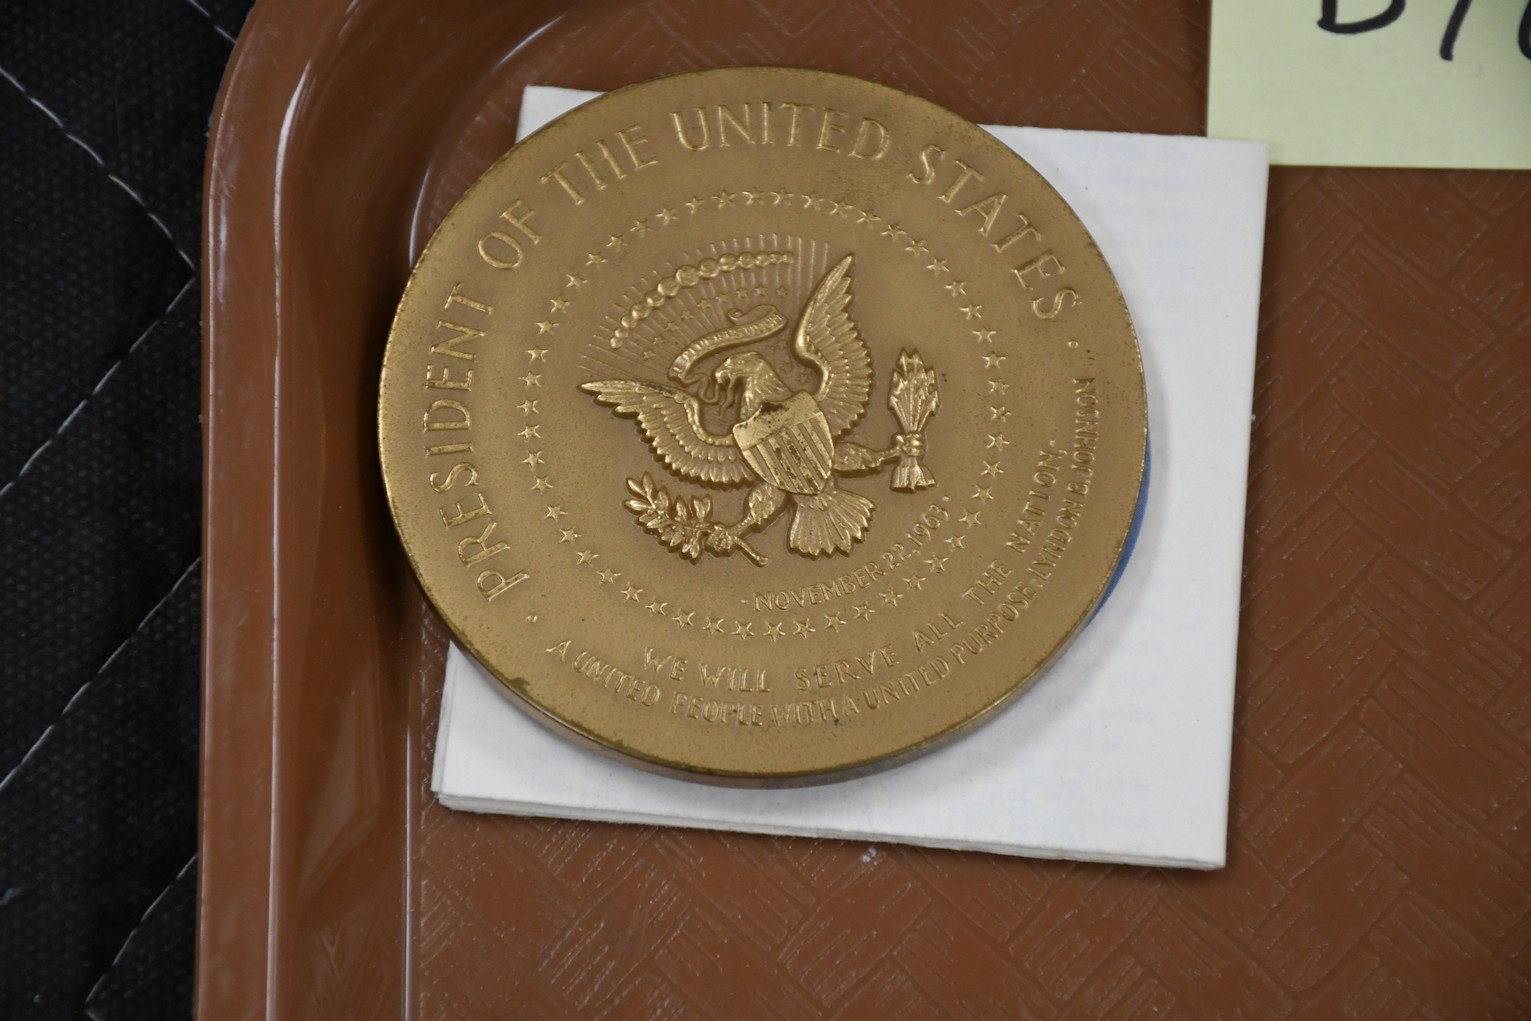 PRESIDENT OF THE UNITED STATES
· NOVEMBER 22, 1963 ·
WE WILL SERVE ALL THE NATION.
· A UNITED PEOPLE WITH A UNITED PURPOSE - LYNDON B. JOHNSON ·